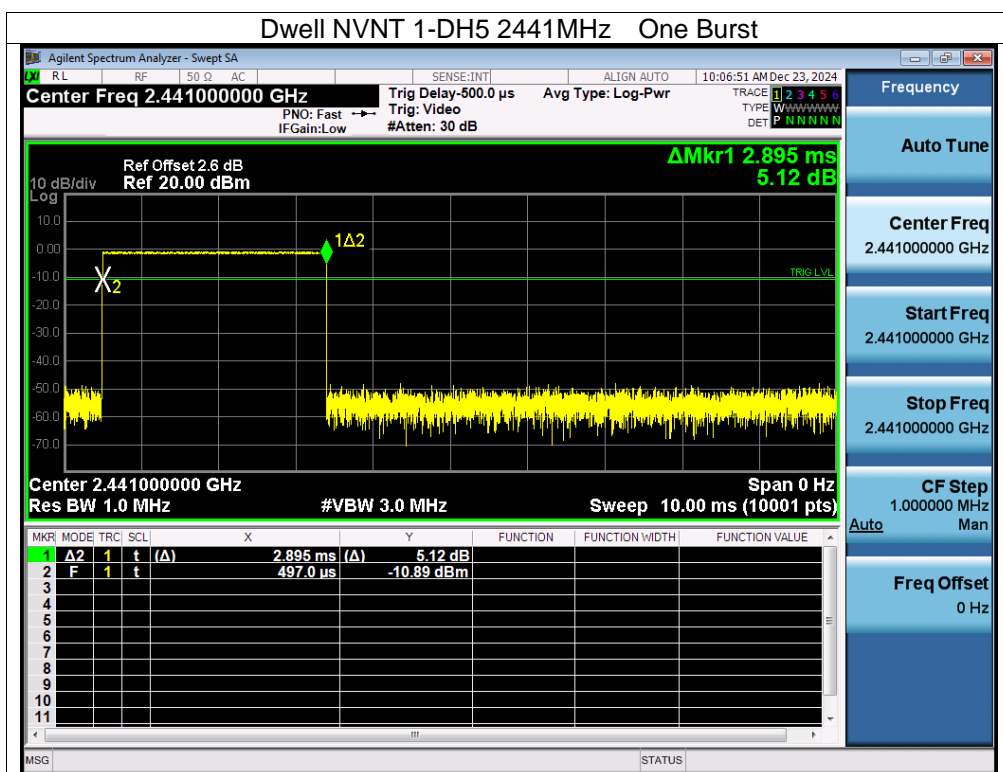 Dwell NVNT 1-DH5 2441MHz One Burst
Agilent Spectrum Analyzer - Swept SA
LXI RL RF 50 Ω AC SENSE:INT ALIGN AUTO 10:06:51 AM Dec 23, 2024
Center Freq 2.441000000 GHz Trig Delay-500.0 µs Avg Type: Log-Pwr TRACE 1 2 3 4 5 6
PNO: Fast Trig: Video TYPE WWWWWW
IFGain:Low #Atten: 30 dB DET P N N N N N
ΔMkr1 2.895 ms
5.12 dB
Ref Offset 2.6 dB
10 dB/div Ref 20.00 dBm
Log
10.0
0.00
-10.0
-20.0
-30.0
-40.0
-50.0
-60.0
-70.0
1Δ2
2
TRIG LVL
Center 2.441000000 GHz Span 0 Hz
Res BW 1.0 MHz #VBW 3.0 MHz Sweep 10.00 ms (10001 pts)
MKR MODE TRC SCL X Y FUNCTION FUNCTION WIDTH FUNCTION VALUE
1 Δ2 1 t (Δ) 2.895 ms (Δ) 5.12 dB
2 F 1 t 497.0 µs -10.89 dBm
3
4
5
6
7
8
9
10
11
MSG STATUS
Frequency
Auto Tune
Center Freq
2.441000000 GHz
Start Freq
2.441000000 GHz
Stop Freq
2.441000000 GHz
CF Step
1.000000 MHz
Auto Man
Freq Offset
0 Hz